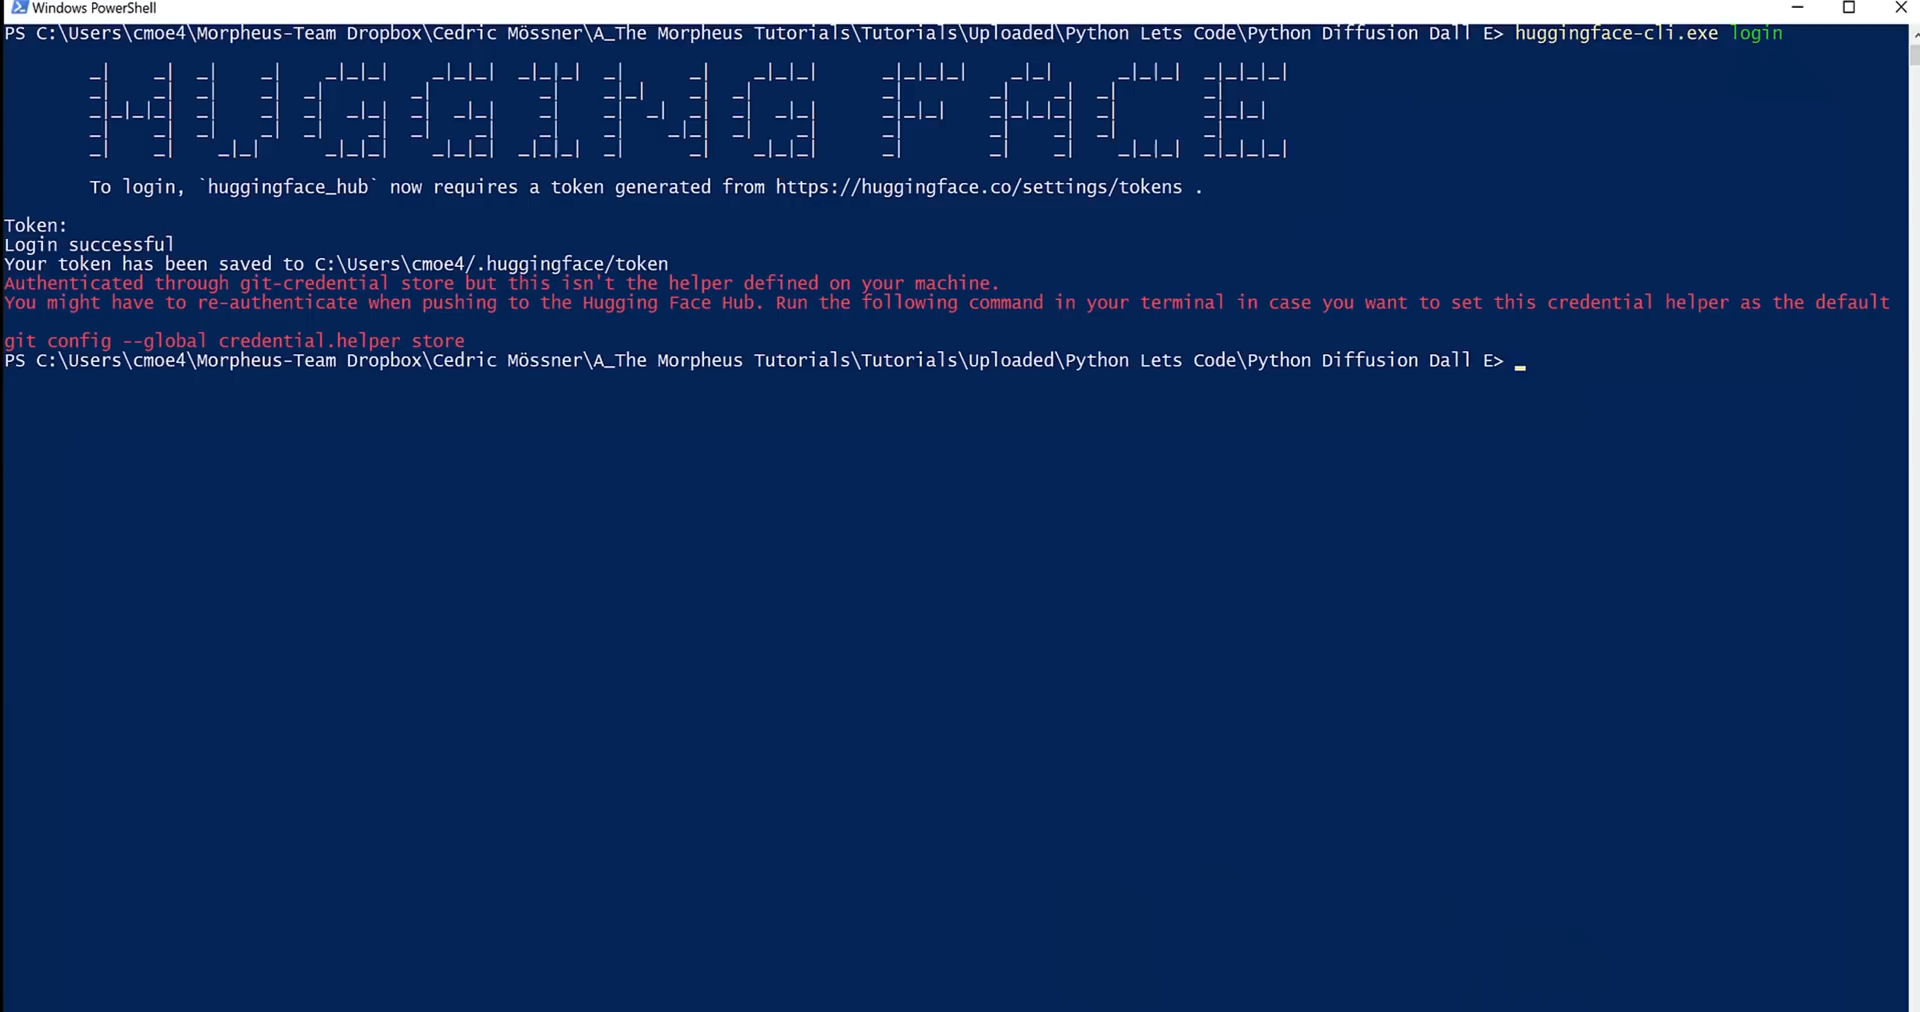 Windows PowerShell
PS C:\Users\cmoe4\Morpheus-Team Dropbox\Cedric Mössner\A_The Morpheus Tutorials\Tutorials\Uploaded\Python Lets Code\Python Diffusion Dall E> huggingface-cli.exe login
HUGGING FACE
To login, `huggingface_hub` now requires a token generated from https://huggingface.co/settings/tokens .
Token:
Login successful
Your token has been saved to C:\Users\cmoe4/.huggingface/token
Authenticated through git-credential store but this isn't the helper defined on your machine.
You might have to re-authenticate when pushing to the Hugging Face Hub. Run the following command in your terminal in case you want to set this credential helper as the default
git config --global credential.helper store
PS C:\Users\cmoe4\Morpheus-Team Dropbox\Cedric Mössner\A_The Morpheus Tutorials\Tutorials\Uploaded\Python Lets Code\Python Diffusion Dall E>